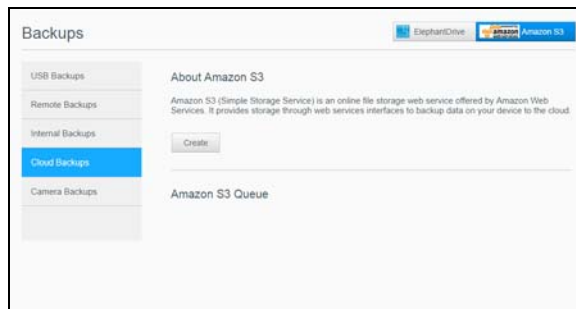 Backups
ElephantDrive
amazon
Amazon S3
USB Backups
Remote Backups
Internal Backups
Cloud Backups
Camera Backups
About Amazon S3
Amazon S3 (Simple Storage Service) is an online file storage web service offered by Amazon Web
Services. It provides storage through web services interfaces to backup data on your device to the cloud.
Create
Amazon S3 Queue